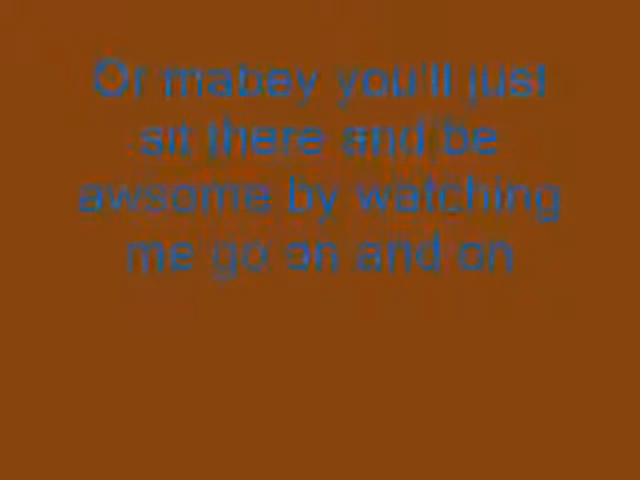 Or mabey you'll just
sit there and be
awsome by watching
me go on and on